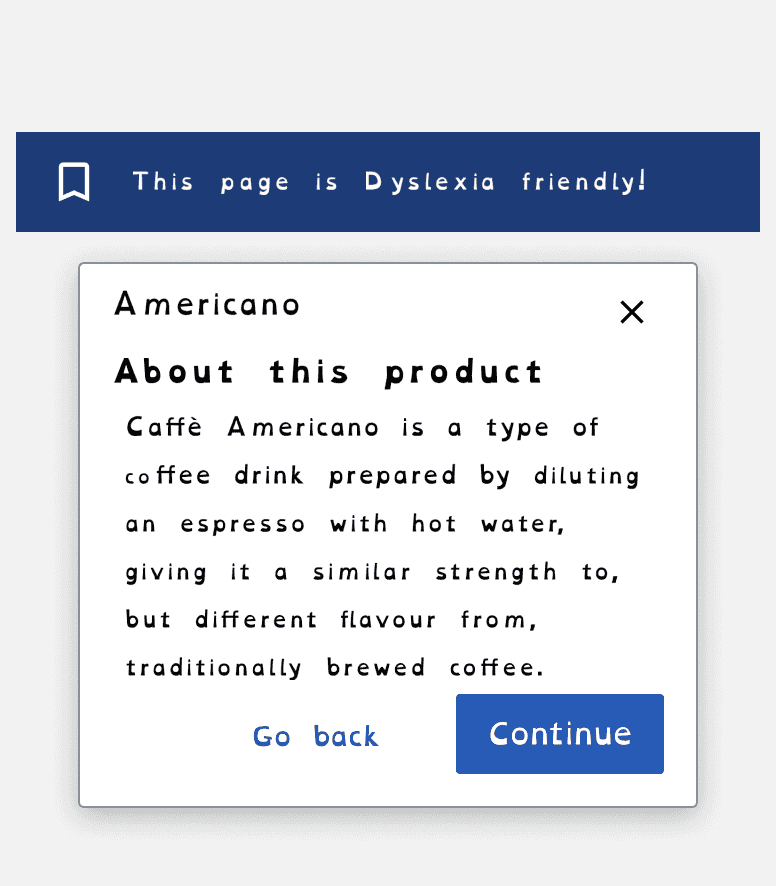 This page is Dyslexia friendly!
Americano
About this product
Caffè Americano is a type of
coffee drink prepared by diluting
an espresso with hot water,
giving it a similar strength to,
but different flavour from,
traditionally brewed coffee.
Go back
Continue